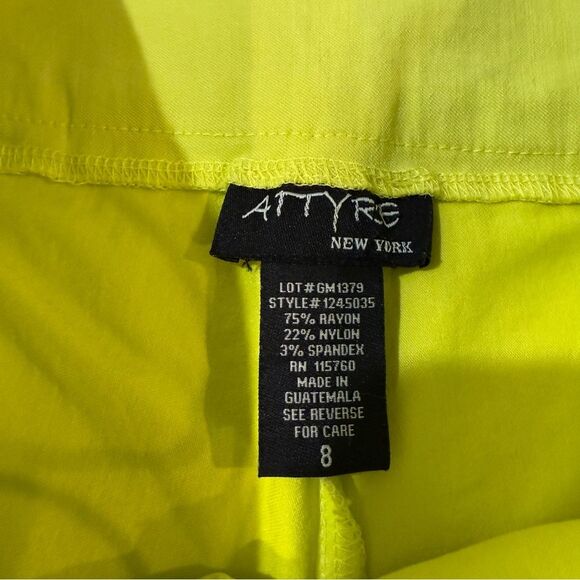 ATTYRE
NEW YORK
LOT#GM1379
STYLE#1245035
75% RAYON
22% NYLON
3% SPANDEX
RN 115760
MADE IN
GUATEMALA
SEE REVERSE
FOR CARE
8